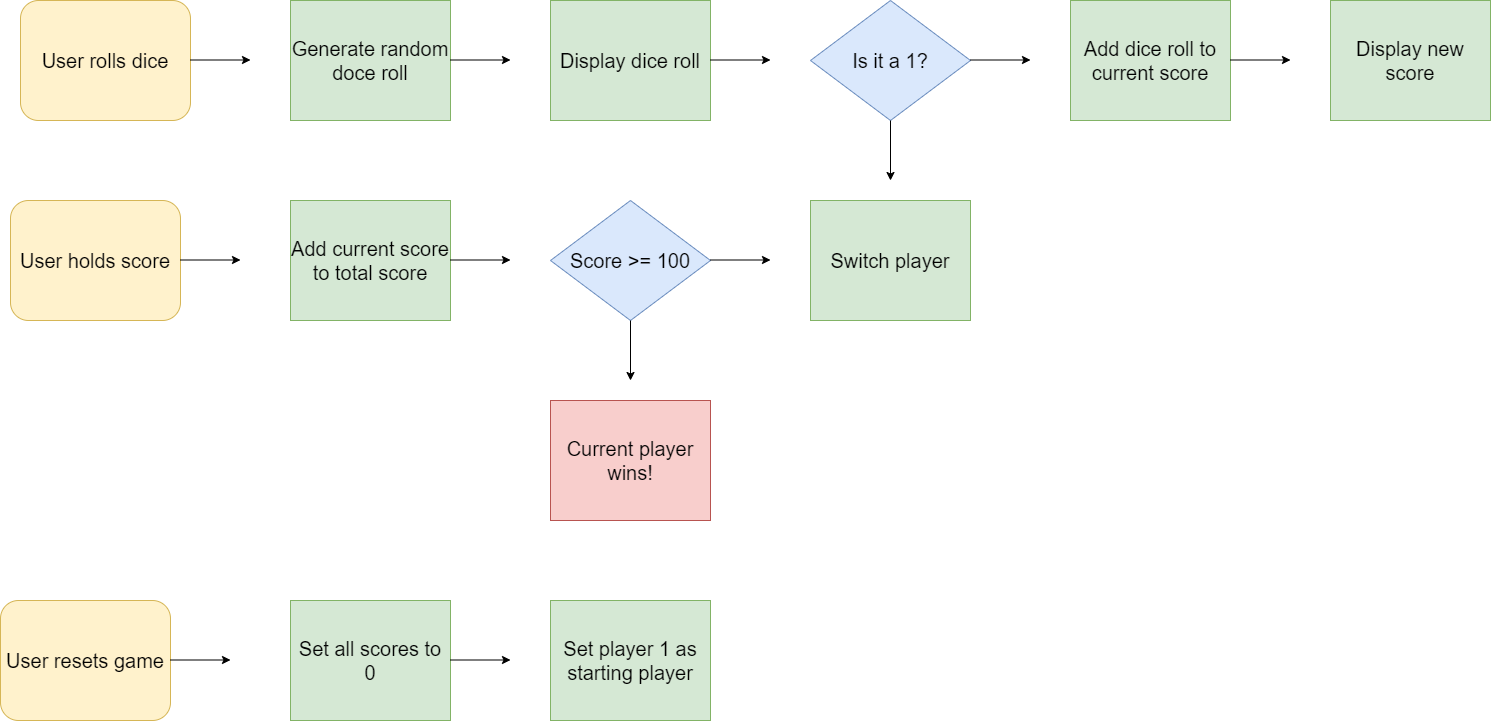 User rolls dice
Generate random
doce roll
Display dice roll
Is it a 1?
Add dice roll to
current score
Display new
score
User holds score
Add current score
to total score
Score >= 100
Switch player
Current player
wins!
User resets game
Set all scores to
0
Set player 1 as
starting player